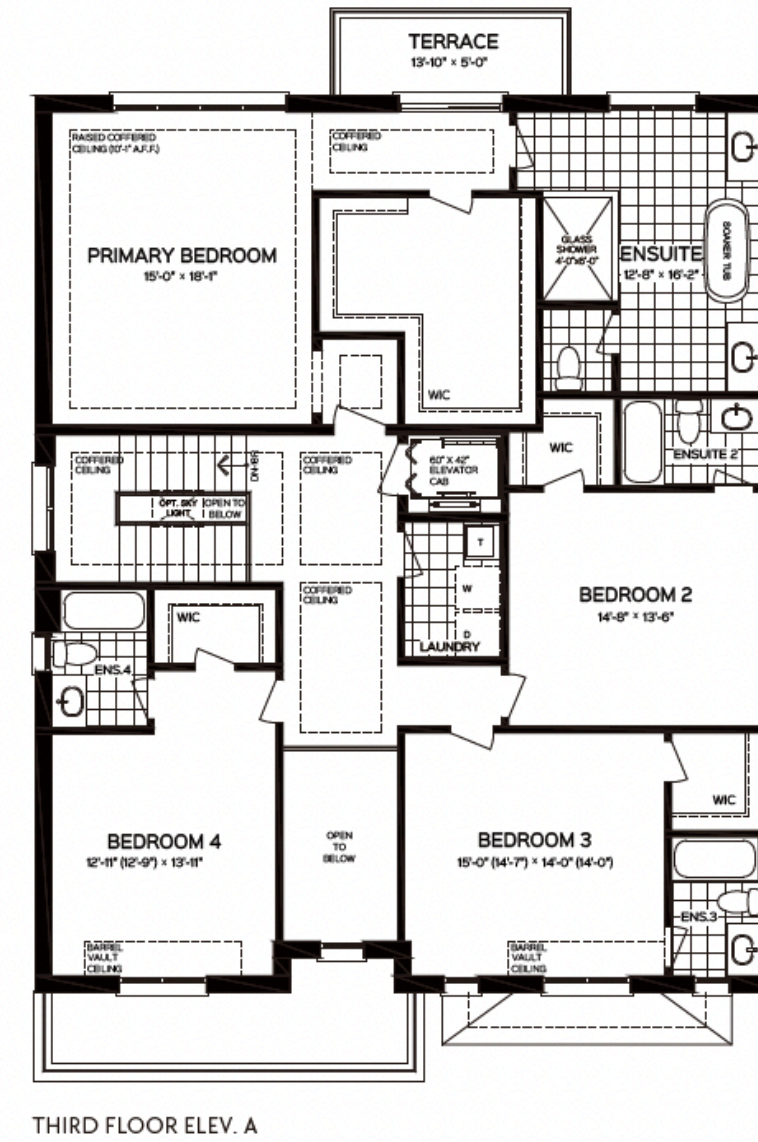 TERRACE
13'-10" × 5'-0"
RAISED COFFERED
CEILING (10'-1" A.F.F.)
COFFERED
CEILING
PRIMARY BEDROOM
15'-0" × 18'-1"
GLASS
SHOWER
4'-0"x6'-0"
ENSUITE
12'-8" × 16'-2"
SOAKER TUB
WIC
WIC
ENSUITE 2
COFFERED
CEILING
DN-88
COFFERED
CEILING
60" X 42"
ELEVATOR
CAB
OPT. SKY
LIGHT
OPEN TO
BELOW
T
W
D
LAUNDRY
COFFERED
CEILING
BEDROOM 2
14'-8" × 13'-6"
WIC
ENS.4
BEDROOM 4
12'-11" (12'-9") × 13'-11"
OPEN
TO
BELOW
BEDROOM 3
15'-0" (14'-7") × 14'-0" (14'-0")
WIC
ENS.3
BARREL
VAULT
CEILING
BARREL
VAULT
CEILING
THIRD FLOOR ELEV. A